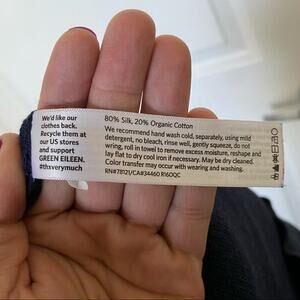 We'd like our
clothes back.
Recycle them at
our US stores
and support
GREEN EILEEN.
#thxverymuch
80% Silk, 20% Organic Cotton
We recommend hand wash cold, separately, using mild
detergent, no bleach, rinse well, gently squeeze, do not
wring, roll in towel to remove excess moisture, reshape and
lay flat to dry cool iron if necessary. May be dry cleaned.
Color transfer may occur with wearing and washing.
RN#78121/CA#34460 R160QC